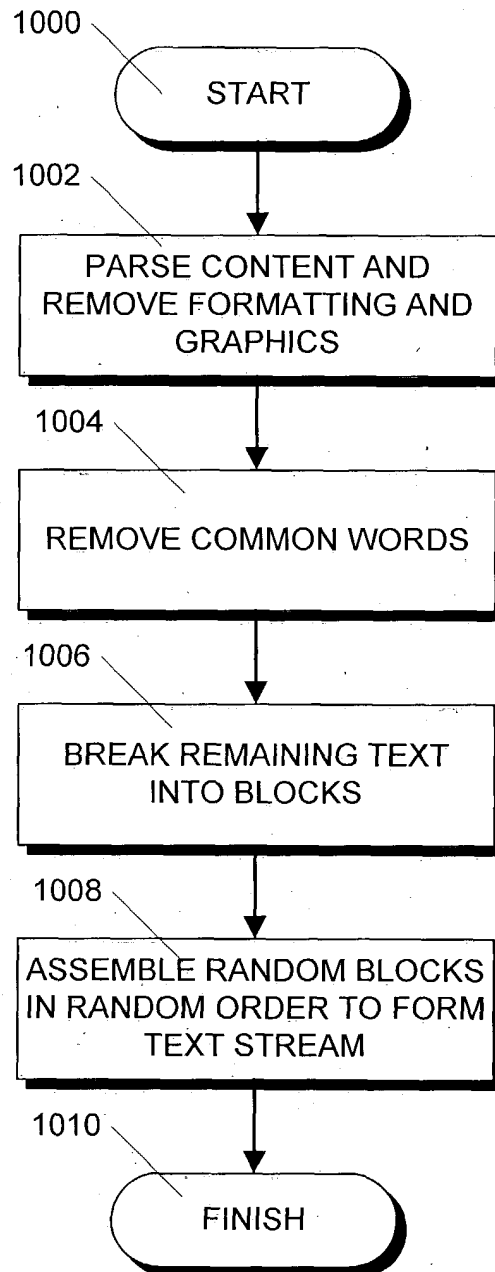 1000
START
1002
PARSE CONTENT AND
REMOVE FORMATTING AND
GRAPHICS
1004
REMOVE COMMON WORDS
1006
BREAK REMAINING TEXT
INTO BLOCKS
1008
ASSEMBLE RANDOM BLOCKS
IN RANDOM ORDER TO FORM
TEXT STREAM
1010
FINISH